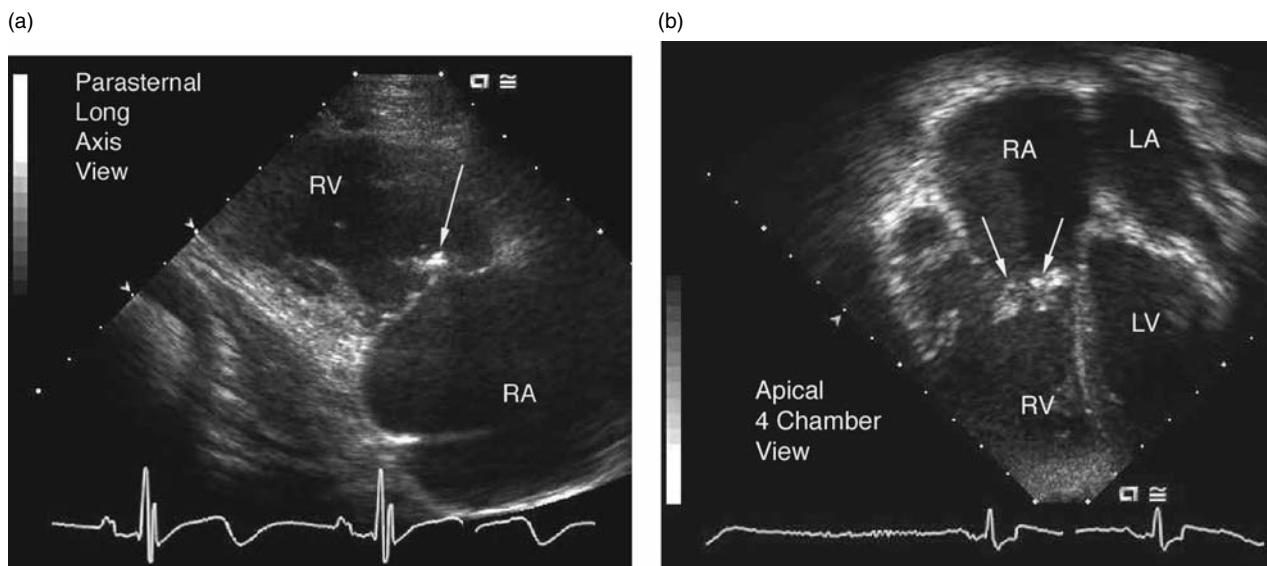 (a)
Parasternal
Long
Axis
View
RV
RA
(b)
RA
LA
LV
RV
Apical
4 Chamber
View